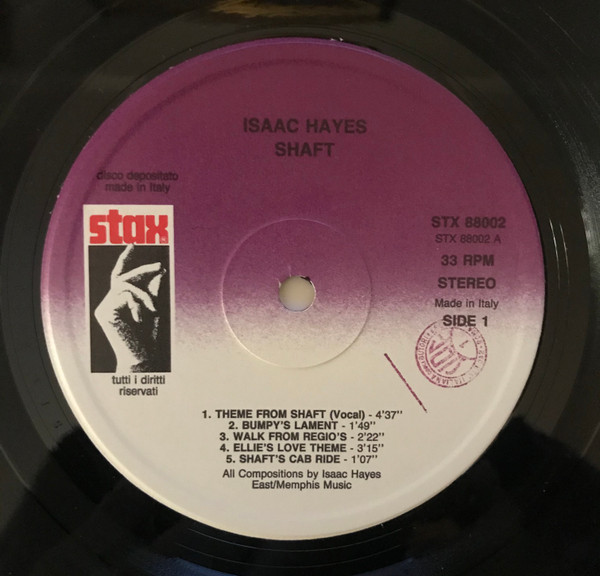 ISAAC HAYES
SHAFT
disco depositato
made in Italy
stax
tutti i diritti
riservati
STX 88002
STX 88002 A
33 RPM
STEREO
Made in Italy
SIDE 1
1. THEME FROM SHAFT (Vocal) - 4'37"
2. BUMPY'S LAMENT - 1'49"
3. WALK FROM REGIO'S - 2'22"
4. ELLIE'S LOVE THEME - 3'15"
5. SHAFT'S CAB RIDE - 1'07"
All Compositions by Isaac Hayes
East/Memphis Music